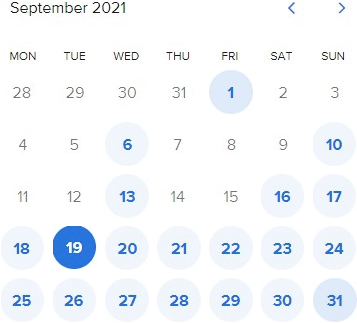 September 2021
MON TUE WED THU FRI SAT SUN
28 29 30 31 1 2 3
4 5 6 7 8 9 10
11 12 13 14 15 16 17
18 19 20 21 22 23 24
25 26 27 28 29 30 31